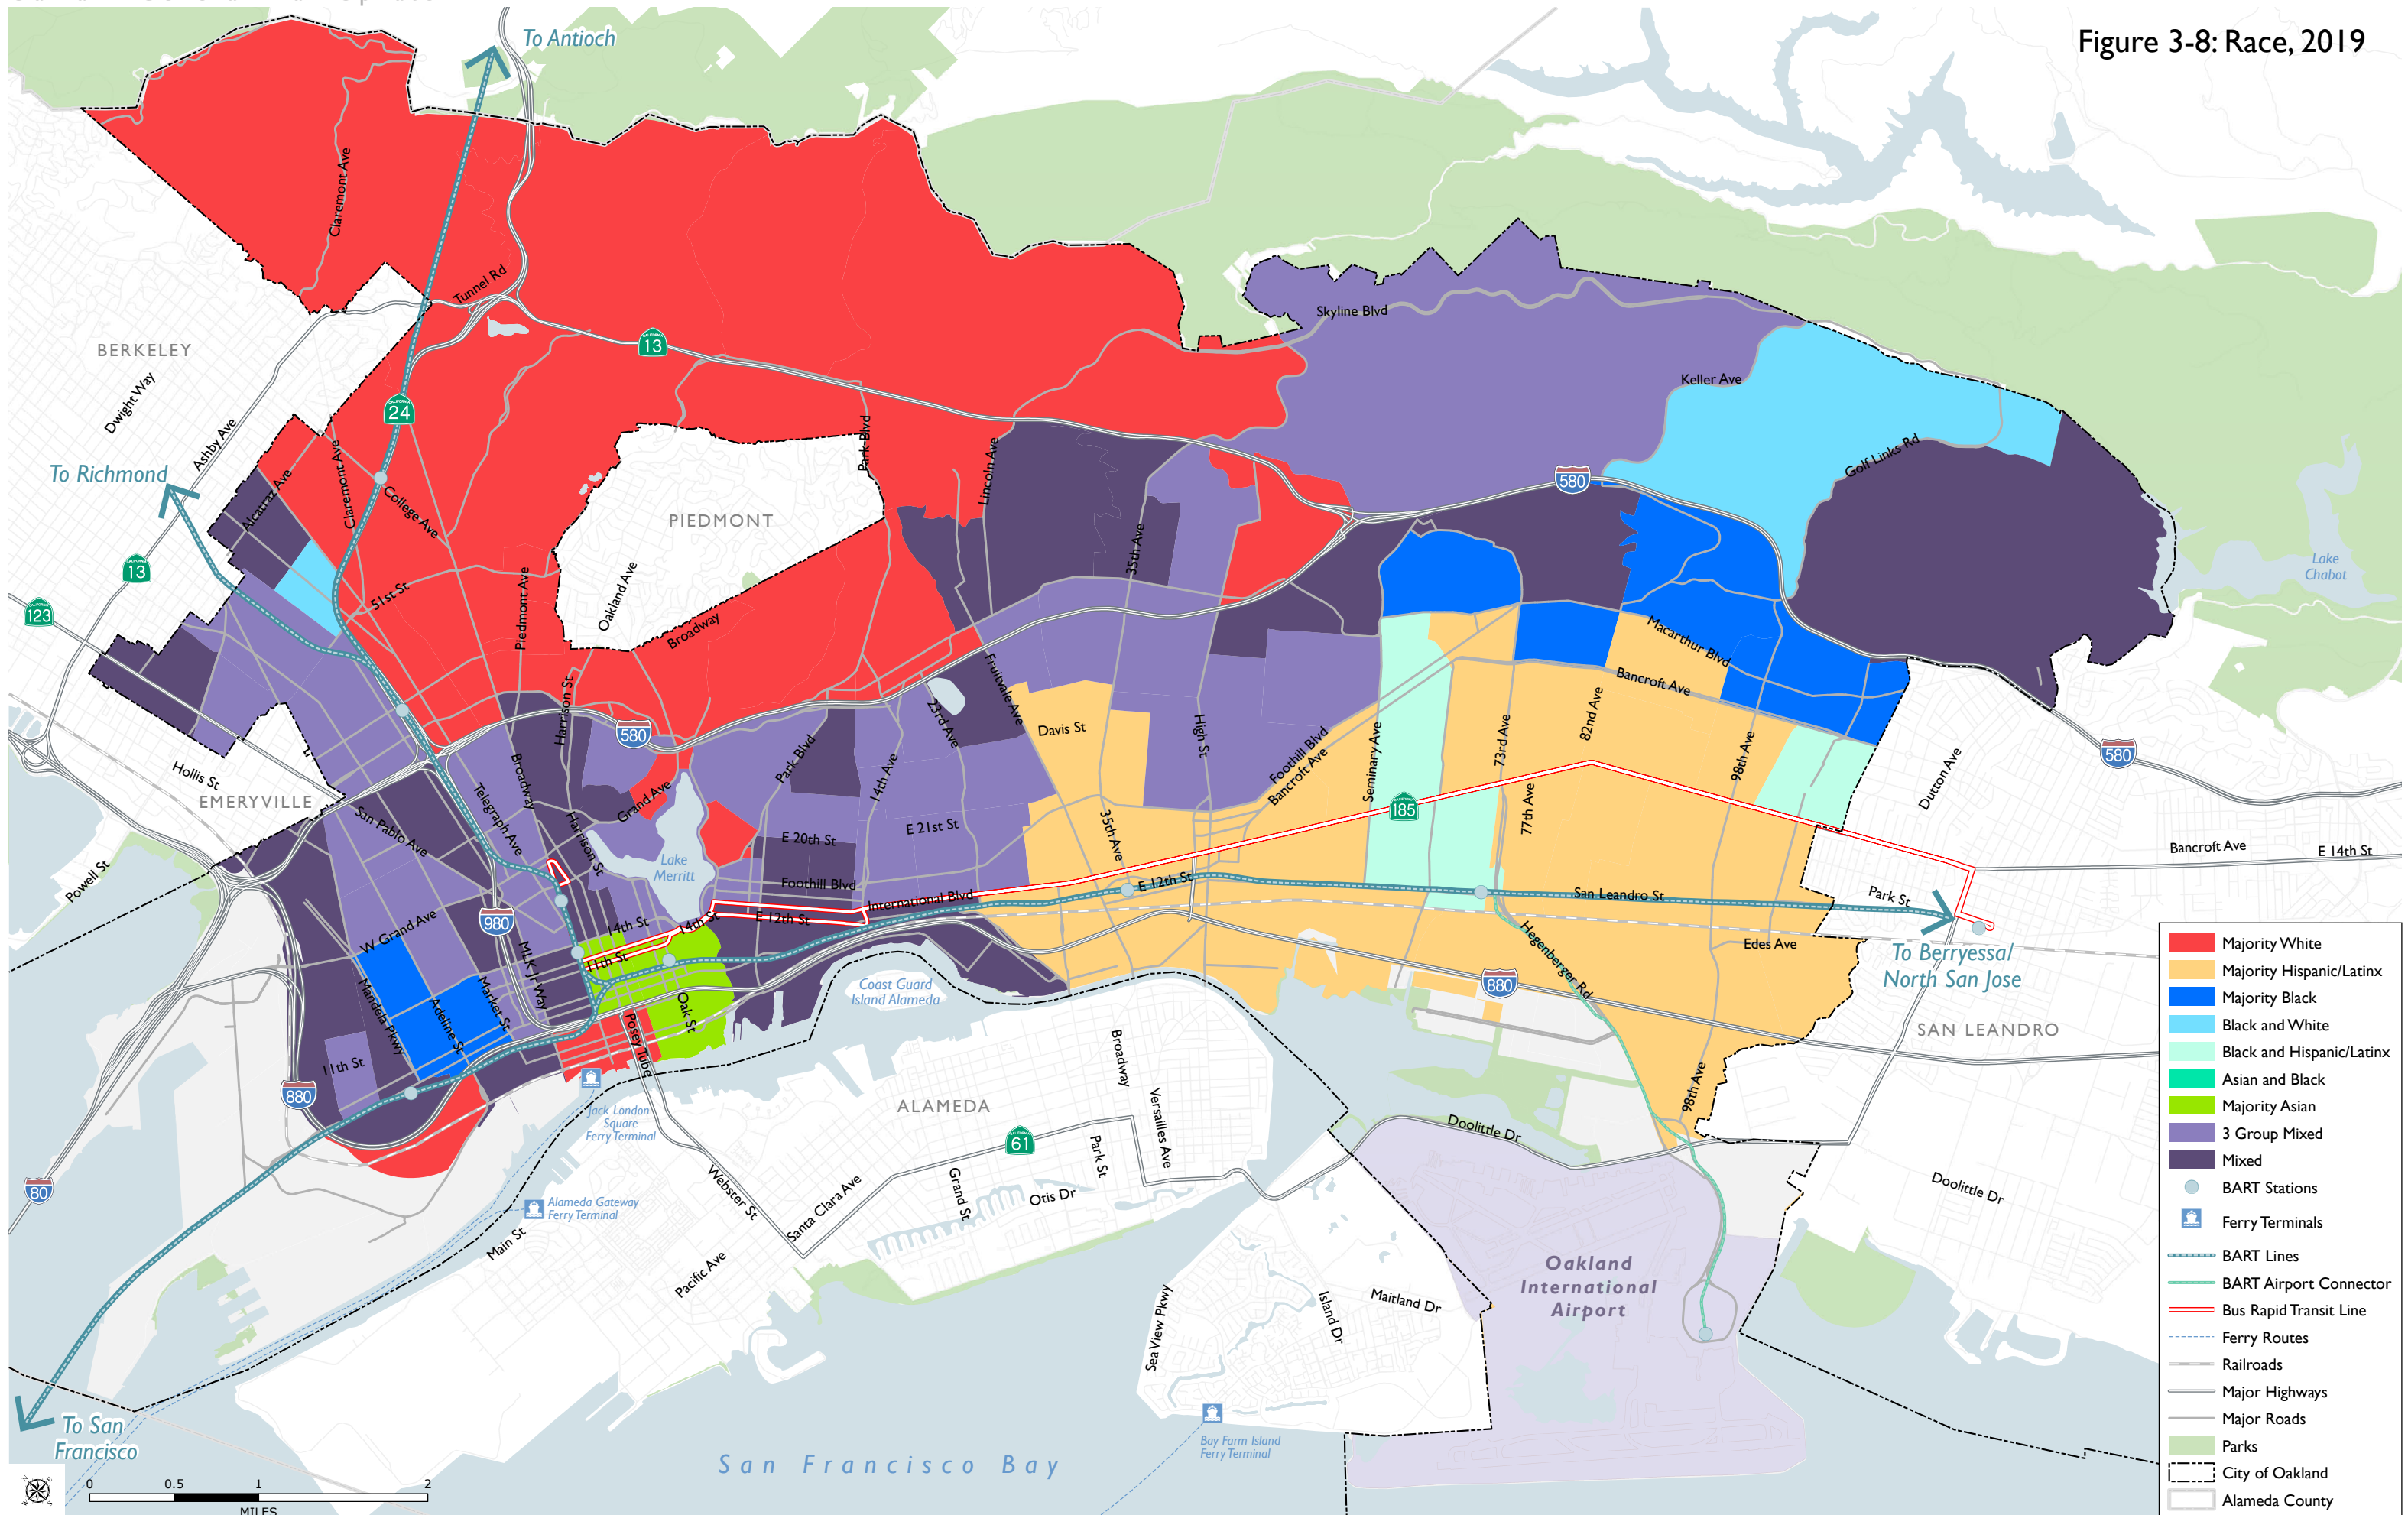 Figure 3-8: Race, 2019
To Antioch
Claremont Ave
Tunnel Rd
13
BERKELEY
Dwight Way
Ashby Ave
24
To Richmond
Alcatraz Ave
Claremont Ave
College Ave
13
123
51st St
Piedmont Ave
Oakland Ave
PIEDMONT
Broadway
Park Blvd
Lincoln Ave
35th Ave
Skyline Blvd
Keller Ave
Golf Links Rd
580
Lake
Chabot
Macarthur Blvd
Bancroft Ave
Hollis St
EMERYVILLE
Powell St
San Pablo Ave
Telegraph Ave
Broadway
Harrison St
Harrison St
580
Grand Ave
Lake
Merritt
Park Blvd
14th Ave
23rd Ave
Fruitvale Ave
Davis St
High St
35th Ave
Foothill Blvd
Bancroft Ave
Seminary Ave
73rd Ave
77th Ave
82nd Ave
98th Ave
185
Dutton Ave
580
Bancroft Ave
E 14th St
E 20th St
E 21st St
Foothill Blvd
International Blvd
E 12th St
E 12th St
San Leandro St
Park St
To Berryessa/
North San Jose
W Grand Ave
980
MLK Jr Way
14th St
14th St
11th St
Mandela Pkwy
Adeline St
Market St
11th St
Oak St
Posey Tube
880
Coast Guard
Island Alameda
Hegenberger Rd
Edes Ave
880
98th Ave
SAN LEANDRO
Jack London
Square
Ferry Terminal
ALAMEDA
Broadway
Versailles Ave
Park St
61
Doolittle Dr
Doolittle Dr
80
Alameda Gateway
Ferry Terminal
Main St
Webster St
Santa Clara Ave
Grand St
Otis Dr
Pacific Ave
Sea View Pkwy
Island Dr
Maitland Dr
Oakland
International
Airport
Bay Farm Island
Ferry Terminal
San Francisco Bay
To San
Francisco
0 0.5 1 2
MILES
Majority White
Majority Hispanic/Latinx
Majority Black
Black and White
Black and Hispanic/Latinx
Asian and Black
Majority Asian
3 Group Mixed
Mixed
BART Stations
Ferry Terminals
BART Lines
BART Airport Connector
Bus Rapid Transit Line
Ferry Routes
Railroads
Major Highways
Major Roads
Parks
City of Oakland
Alameda County